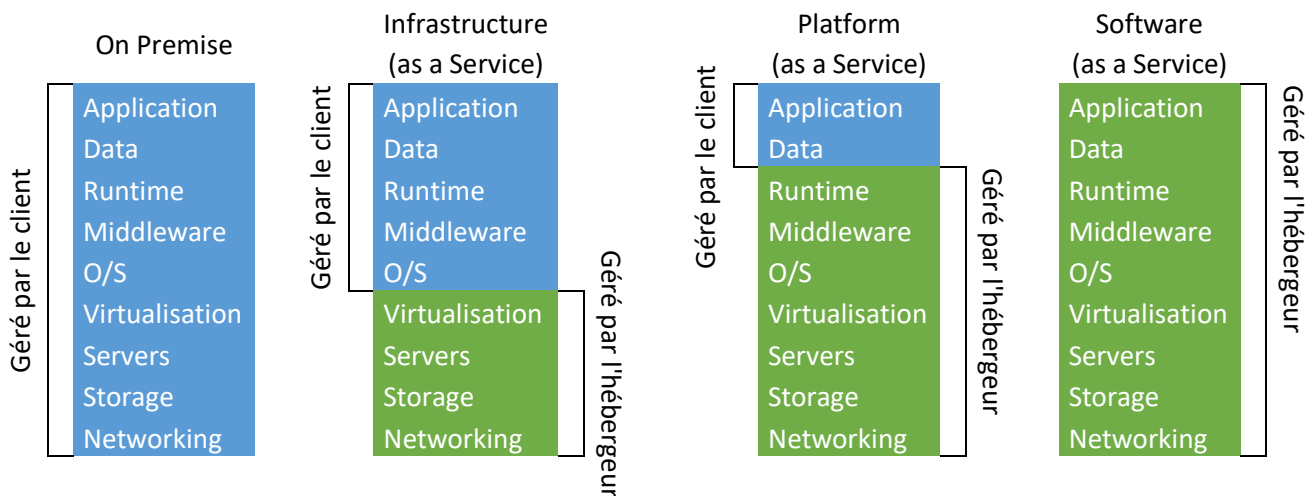 On Premise
Géré par le client
Application
Data
Runtime
Middleware
O/S
Virtualisation
Servers
Storage
Networking
Infrastructure
(as a Service)
Géré par le client
Application
Data
Runtime
Middleware
O/S
Virtualisation
Servers
Storage
Networking
Géré par l'hébergeur
Platform
(as a Service)
Géré par le client
Application
Data
Runtime
Middleware
O/S
Virtualisation
Servers
Storage
Networking
Géré par l'hébergeur
Software
(as a Service)
Application
Data
Runtime
Middleware
O/S
Virtualisation
Servers
Storage
Networking
Géré par l'hébergeur